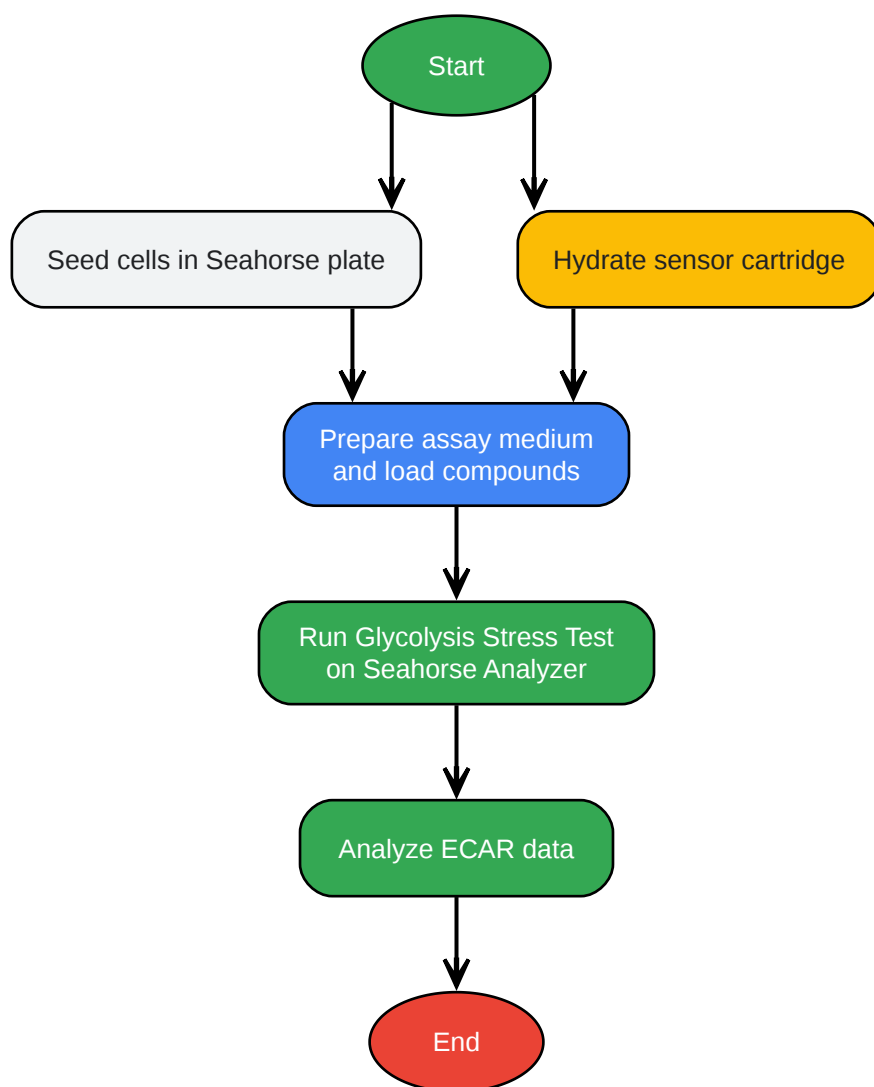 Start
Seed cells in Seahorse plate
Hydrate sensor cartridge
Prepare assay medium
and load compounds
Run Glycolysis Stress Test
on Seahorse Analyzer
Analyze ECAR data
End